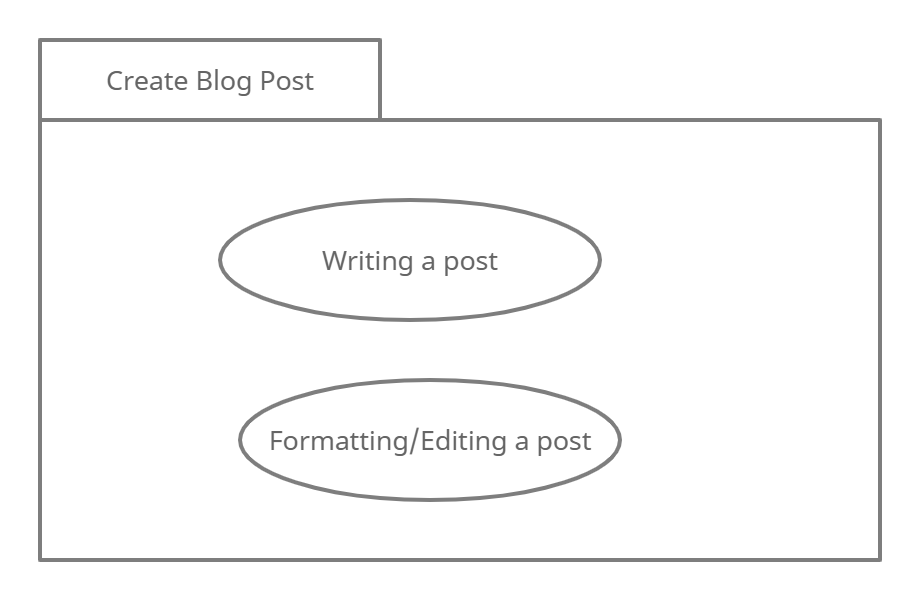 Create Blog Post
Writing a post
Formatting/Editing a post